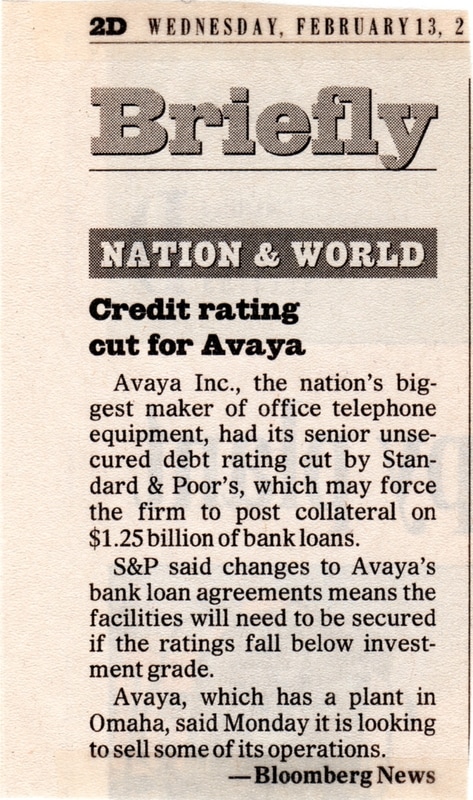 2D WEDNESDAY, FEBRUARY 13, 2
Briefly
NATION & WORLD
Credit rating
cut for Avaya
Avaya Inc., the nation's big-
gest maker of office telephone
equipment, had its senior unse-
cured debt rating cut by Stan-
dard & Poor's, which may force
the firm to post collateral on
$1.25 billion of bank loans.
S&P said changes to Avaya's
bank loan agreements means the
facilities will need to be secured
if the ratings fall below invest-
ment grade.
Avaya, which has a plant in
Omaha, said Monday it is looking
to sell some of its operations.
—Bloomberg News